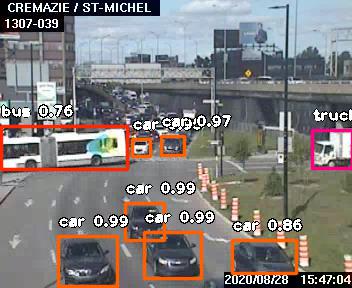 CREMAZIE / ST-MICHEL
1307-039
bus 0.76
car
car 0.97
truck
car 0.99
car 0.99
car 0.99
car 0.86
2020/08/28 15:47:04